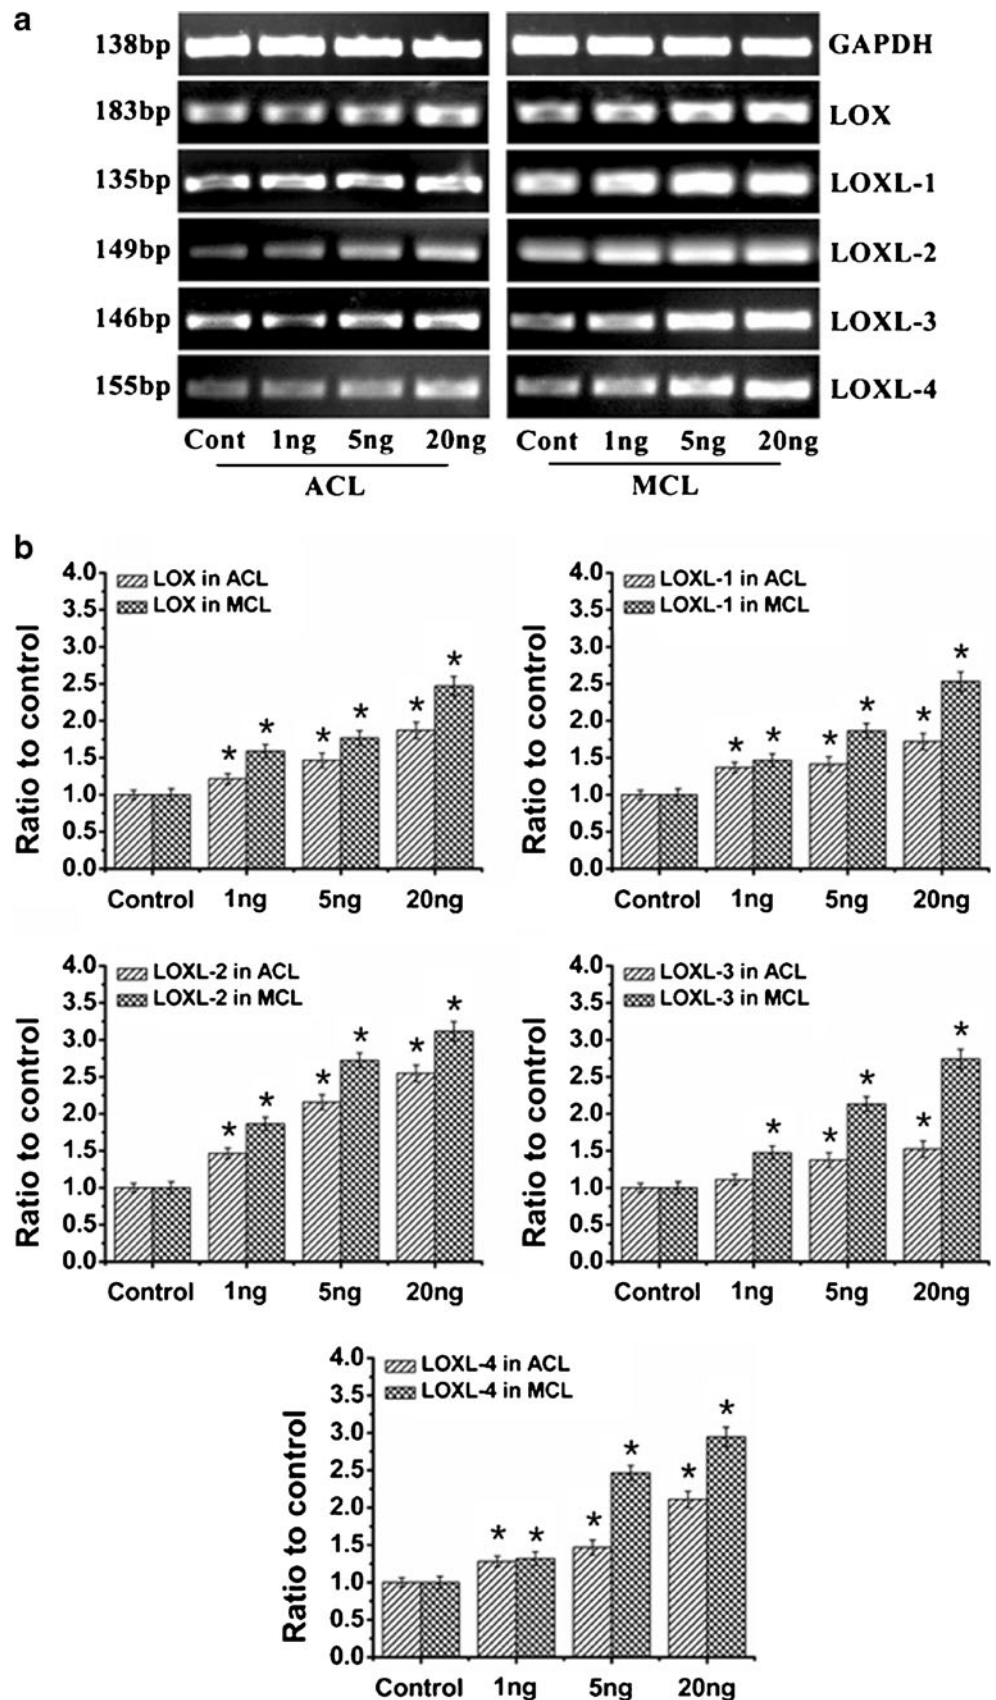 a
138bp GAPDH
183bp LOX
135bp LOXL-1
149bp LOXL-2
146bp LOXL-3
155bp LOXL-4
Cont 1ng 5ng 20ng Cont 1ng 5ng 20ng
ACL MCL
b
LOX in ACL
LOX in MCL
Ratio to control
4.0
3.5
3.0
2.5
2.0
1.5
1.0
0.5
0.0
* * * * * *
Control 1ng 5ng 20ng
LOXL-1 in ACL
LOXL-1 in MCL
Ratio to control
4.0
3.5
3.0
2.5
2.0
1.5
1.0
0.5
0.0
* * * * * *
Control 1ng 5ng 20ng
LOXL-2 in ACL
LOXL-2 in MCL
Ratio to control
4.0
3.5
3.0
2.5
2.0
1.5
1.0
0.5
0.0
* * * * * *
Control 1ng 5ng 20ng
LOXL-3 in ACL
LOXL-3 in MCL
Ratio to control
4.0
3.5
3.0
2.5
2.0
1.5
1.0
0.5
0.0
* * * * *
Control 1ng 5ng 20ng
LOXL-4 in ACL
LOXL-4 in MCL
Ratio to control
4.0
3.5
3.0
2.5
2.0
1.5
1.0
0.5
0.0
* * * * * *
Control 1ng 5ng 20ng